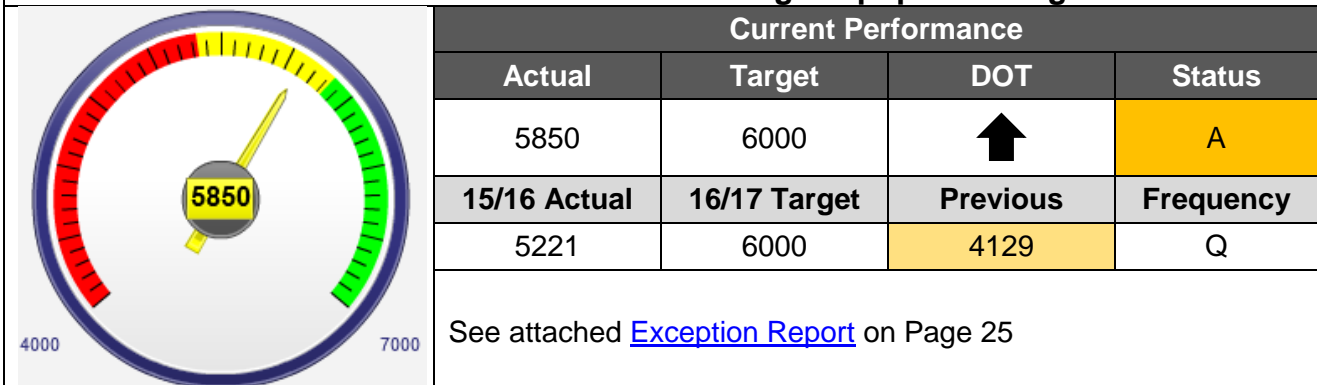 Current Performance
Actual Target DOT Status
5850 6000 A
15/16 Actual 16/17 Target Previous Frequency
5221 6000 4129 Q
See attached Exception Report on Page 25
5850
4000 7000